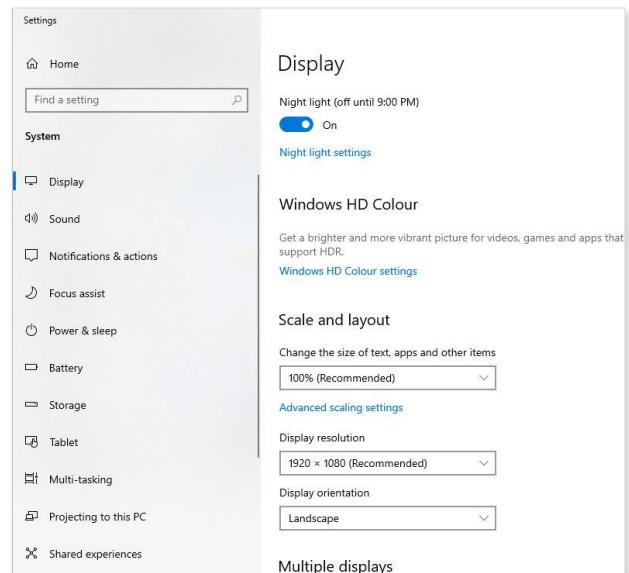 Settings
Home
Find a setting
System
Display
Sound
Notifications & actions
Focus assist
Power & sleep
Battery
Storage
Tablet
Multi-tasking
Projecting to this PC
Shared experiences
Display
Night light (off until 9:00 PM)
On
Night light settings
Windows HD Colour
Get a brighter and more vibrant picture for videos, games and apps that
support HDR.
Windows HD Colour settings
Scale and layout
Change the size of text, apps and other items
100% (Recommended)
Advanced scaling settings
Display resolution
1920 × 1080 (Recommended)
Display orientation
Landscape
Multiple displays